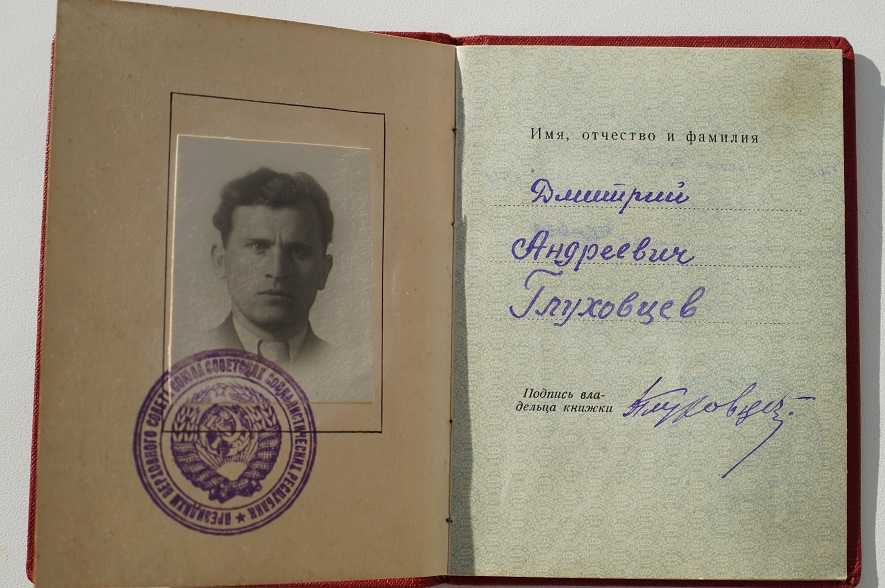 ПРЕЗИДИУМ ВЕРХОВНОГО СОВЕТА СОЮЗА СОВЕТСКИХ СОЦИАЛИСТИЧЕСКИХ РЕСПУБЛИК
Имя, отчество и фамилия
Дмитрий
Андреевич
Глуховцев
Подпись вла-
дельца книжки